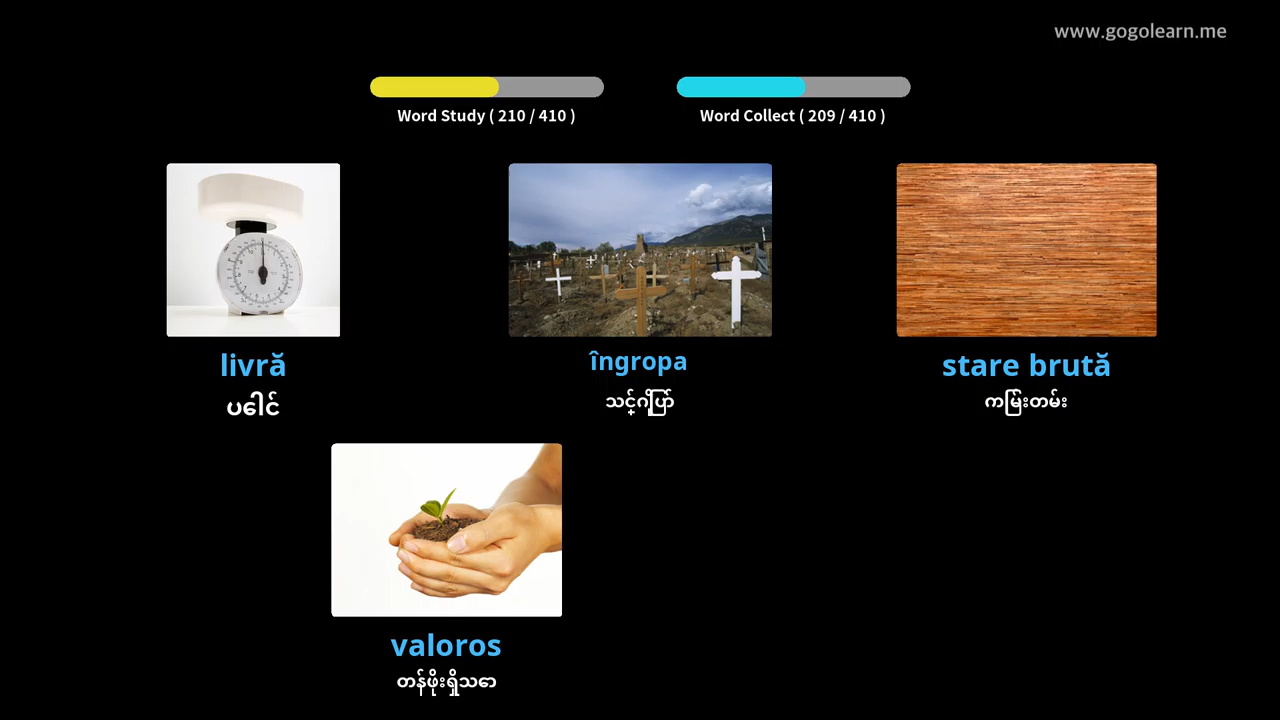 www.gogolearn.me
Word Study ( 210 / 410 )
Word Collect ( 209 / 410 )
livră
ပေါင်
îngropa
သင်္ဂြိုဟ်
stare brută
ကြမ်းတမ်း
valoros
တန်ဖိုးရှိသော